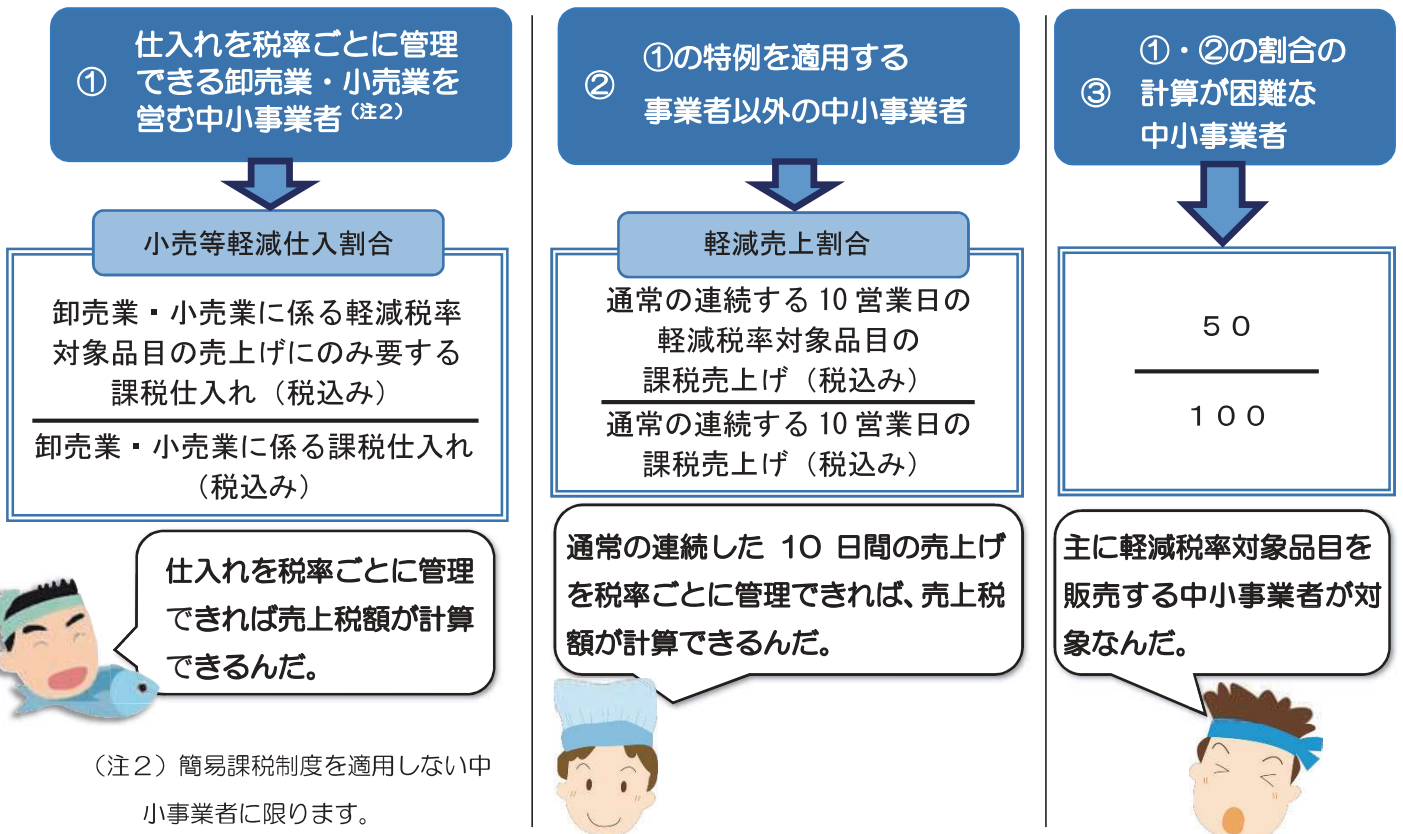 ①
仕入れを税率ごとに管理
できる卸売業・小売業を
営む中小事業者（注２）
小売等軽減仕入割合
卸売業・小売業に係る軽減税率
対象品目の売上げにのみ要する
課税仕入れ（税込み）
卸売業・小売業に係る課税仕入れ
（税込み）
仕入れを税率ごとに管理
できれば売上税額が計算
できるんだ。
（注２）簡易課税制度を適用しない中
小事業者に限ります。
②
①の特例を適用する
事業者以外の中小事業者
軽減売上割合
通常の連続する 10 営業日の
軽減税率対象品目の
課税売上げ（税込み）
通常の連続する 10 営業日の
課税売上げ（税込み）
通常の連続した 10 日間の売上げ
を税率ごとに管理できれば、売上税
額が計算できるんだ。
③
①・②の割合の
計算が困難な
中小事業者
５０
１００
主に軽減税率対象品目を
販売する中小事業者が対
象なんだ。